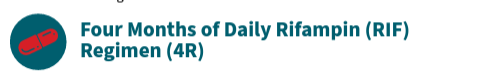 Four Months of Daily Rifampin (RIF)
Regimen (4R)